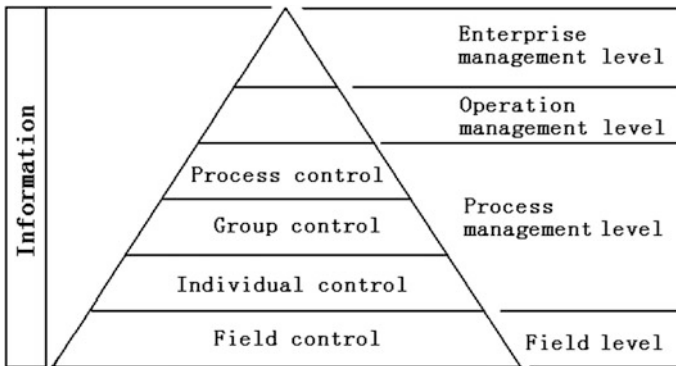 Information
Enterprise
management level
Operation
management level
Process control
Group control
Process
management level
Individual control
Field control
Field level